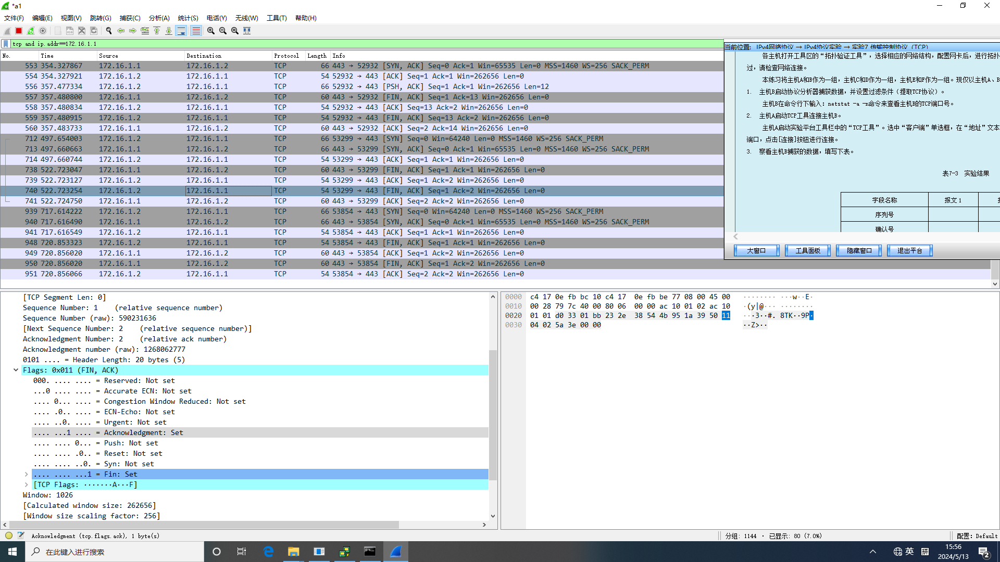 *a1
文件(F) 编辑(E) 视图(V) 跳转(G) 捕获(C) 分析(A) 统计(S) 电话(Y) 无线(W) 工具(T) 帮助(H)
tcp and ip.addr==172.16.1.1
No. Time Source Destination Protocol Length Info
553 354.327867 172.16.1.1 172.16.1.2 TCP 66 443 → 52932 [SYN, ACK] Seq=0 Ack=1 Win=65535 Len=0 MSS=1460 WS=256 SACK_PERM
554 354.327921 172.16.1.2 172.16.1.1 TCP 54 52932 → 443 [ACK] Seq=1 Ack=1 Win=262656 Len=0
556 357.477334 172.16.1.2 172.16.1.1 TCP 66 52932 → 443 [PSH, ACK] Seq=1 Ack=1 Win=262656 Len=12
557 357.480800 172.16.1.1 172.16.1.2 TCP 60 443 → 52932 [FIN, ACK] Seq=1 Ack=13 Win=262656 Len=0
558 357.480834 172.16.1.2 172.16.1.1 TCP 54 52932 → 443 [ACK] Seq=13 Ack=2 Win=262656 Len=0
559 357.480915 172.16.1.2 172.16.1.1 TCP 54 52932 → 443 [FIN, ACK] Seq=13 Ack=2 Win=262656 Len=0
560 357.483733 172.16.1.1 172.16.1.2 TCP 60 443 → 52932 [ACK] Seq=2 Ack=14 Win=262656 Len=0
712 497.654003 172.16.1.2 172.16.1.1 TCP 66 53299 → 443 [SYN] Seq=0 Win=64240 Len=0 MSS=1460 WS=256 SACK_PERM
713 497.660663 172.16.1.1 172.16.1.2 TCP 66 443 → 53299 [SYN, ACK] Seq=0 Ack=1 Win=65535 Len=0 MSS=1460 WS=256 SACK_PERM
714 497.660744 172.16.1.2 172.16.1.1 TCP 54 53299 → 443 [ACK] Seq=1 Ack=1 Win=262656 Len=0
738 522.723047 172.16.1.1 172.16.1.2 TCP 60 443 → 53299 [FIN, ACK] Seq=1 Ack=1 Win=262656 Len=0
739 522.723127 172.16.1.2 172.16.1.1 TCP 54 53299 → 443 [ACK] Seq=1 Ack=2 Win=262656 Len=0
740 522.723254 172.16.1.2 172.16.1.1 TCP 54 53299 → 443 [FIN, ACK] Seq=1 Ack=2 Win=262656 Len=0
741 522.724750 172.16.1.1 172.16.1.2 TCP 60 443 → 53299 [ACK] Seq=2 Ack=2 Win=262656 Len=0
939 717.614222 172.16.1.2 172.16.1.1 TCP 66 53854 → 443 [SYN] Seq=0 Win=64240 Len=0 MSS=1460 WS=256 SACK_PERM
940 717.616490 172.16.1.1 172.16.1.2 TCP 66 443 → 53854 [SYN, ACK] Seq=0 Ack=1 Win=65535 Len=0 MSS=1460 WS=256 SACK_PERM
941 717.616549 172.16.1.2 172.16.1.1 TCP 54 53854 → 443 [ACK] Seq=1 Ack=1 Win=262656 Len=0
948 720.853323 172.16.1.2 172.16.1.1 TCP 54 53854 → 443 [FIN, ACK] Seq=1 Ack=1 Win=262656 Len=0
949 720.856020 172.16.1.1 172.16.1.2 TCP 60 443 → 53854 [ACK] Seq=1 Ack=2 Win=262656 Len=0
950 720.856020 172.16.1.1 172.16.1.2 TCP 60 443 → 53854 [FIN, ACK] Seq=1 Ack=2 Win=262656 Len=0
951 720.856066 172.16.1.2 172.16.1.1 TCP 54 53854 → 443 [ACK] Seq=2 Ack=2 Win=262656 Len=0
当前位置: IPv4网络协议 → IPv4协议实验 → 实验7 传输控制协议 (TCP)
各主机打开工具区的“拓扑验证工具”，选择相应的网络结构，配置网卡后，进行拓扑
过，请检查网络连接。
本练习将主机A和B作为一组，主机C和D作为一组，主机E和F作为一组。现仅以主机A、B
1. 主机B启动协议分析器捕获数据，并设置过滤条件（提取TCP协议）。
主机B在命令行下输入：netstat -a -n命令来查看主机B的TCP端口号。
2. 主机A启动TCP工具连接主机B。
主机A启动实验平台工具栏中的“TCP工具”。选中“客户端”单选框，在“地址”文本
端口，点击[连接]按钮进行连接。
3. 察看主机B捕获的数据，填写下表。
表7-3 实验结果
字段名称 报文1
序列号
确认号
大窗口 工具面板 隐藏窗口 退出平台
[TCP Segment Len: 0]
Sequence Number: 1 (relative sequence number)
Sequence Number (raw): 590231636
[Next Sequence Number: 2 (relative sequence number)]
Acknowledgment Number: 2 (relative ack number)
Acknowledgment number (raw): 1268062777
0101 .... = Header Length: 20 bytes (5)
Flags: 0x011 (FIN, ACK)
000. .... .... = Reserved: Not set
...0 .... .... = Accurate ECN: Not set
.... 0... .... = Congestion Window Reduced: Not set
.... .0.. .... = ECN-Echo: Not set
.... ..0. .... = Urgent: Not set
.... ...1 .... = Acknowledgment: Set
.... .... 0... = Push: Not set
.... .... .0.. = Reset: Not set
.... .... ..0. = Syn: Not set
.... .... ...1 = Fin: Set
[TCP Flags: ·······A···F]
Window: 1026
[Calculated window size: 262656]
[Window size scaling factor: 256]
0000 c4 17 0e fb bc 10 c4 17 0e fb be 77 08 00 45 00 ········ ···w··E·
0010 00 28 79 7c 40 00 80 06 00 00 ac 10 01 02 ac 10 ·(y|@··· ········
0020 01 01 d0 33 01 bb 23 2e 38 54 4b 95 1a 39 50 11 ···3··#. 8TK··9P·
0030 04 02 5a 3e 00 00 ··Z>··
Acknowledgment (tcp.flags.ack), 1 byte(s)
分组: 1144 · 已显示: 80 (7.0%)
配置: Default
在此键入进行搜索
英
拼
15:56
2024/5/13
2